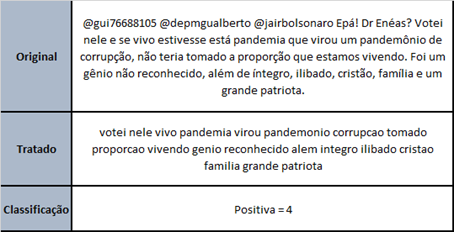 Original
@gui76688105 @depmgualberto @jairbolsonaro Epá! Dr Enéas? Votei
nele e se vivo estivesse está pandemia que virou um pandemônio de
corrupção, não teria tomado a proporção que estamos vivendo. Foi um
gênio não reconhecido, além de íntegro, ilibado, cristão, família e um
grande patriota.
Tratado
votei nele vivo pandemia virou pandemonio corrupcao tomado
proporcao vivendo genio reconhecido alem integro ilibado cristao
familia grande patriota
Classificação
Positiva = 4